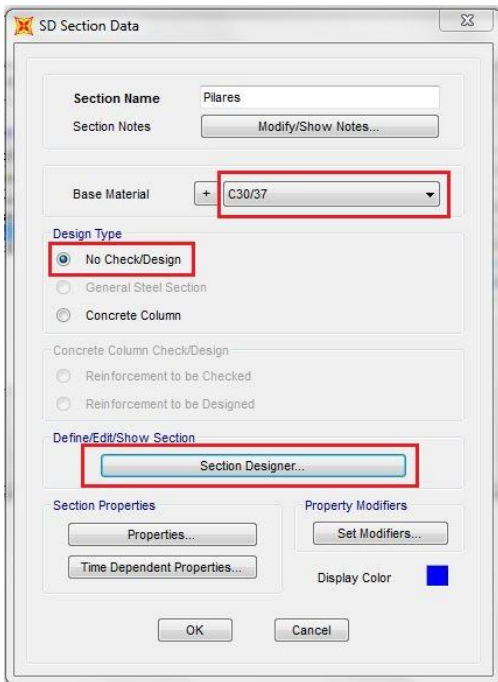 SD Section Data
Section Name Pilares
Section Notes Modify/Show Notes...
Base Material + C30/37
Design Type
No Check/Design
General Steel Section
Concrete Column
Concrete Column Check/Design
Reinforcement to be Checked
Reinforcement to be Designed
Define/Edit/Show Section
Section Designer...
Section Properties Property Modifiers
Properties... Set Modifiers...
Time Dependent Properties... Display Color
OK Cancel